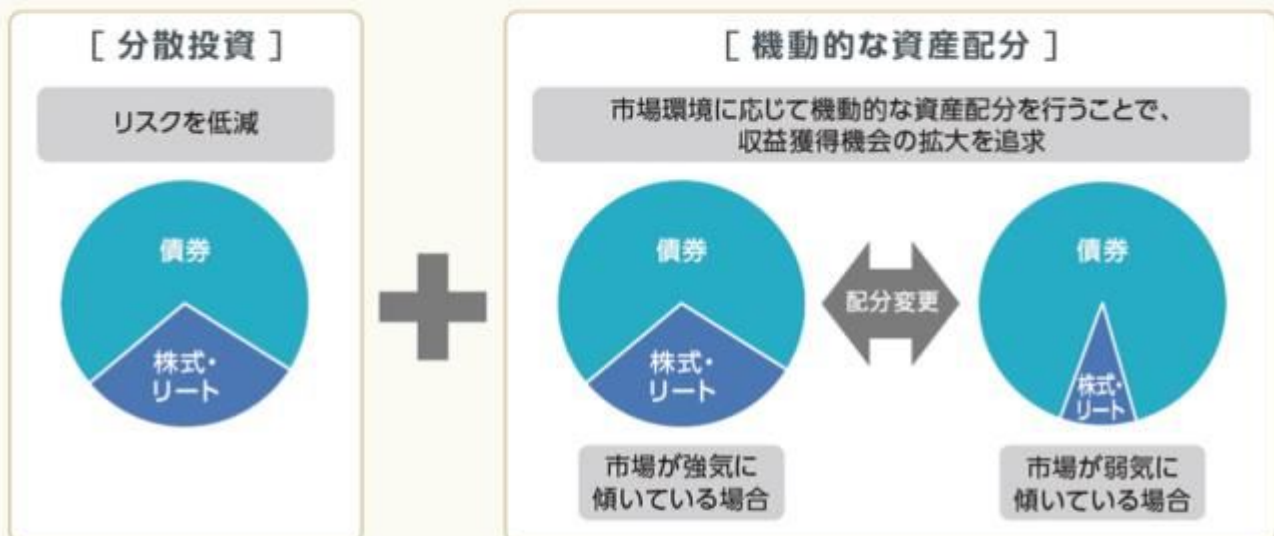 [ 分散投資 ]
リスクを低減
債券
株式・
リート
[ 機動的な資産配分 ]
市場環境に応じて機動的な資産配分を行うことで、
収益獲得機会の拡大を追求
債券
株式・
リート
市場が強気に
傾いている場合
配分変更
債券
株式・
リート
市場が弱気に
傾いている場合